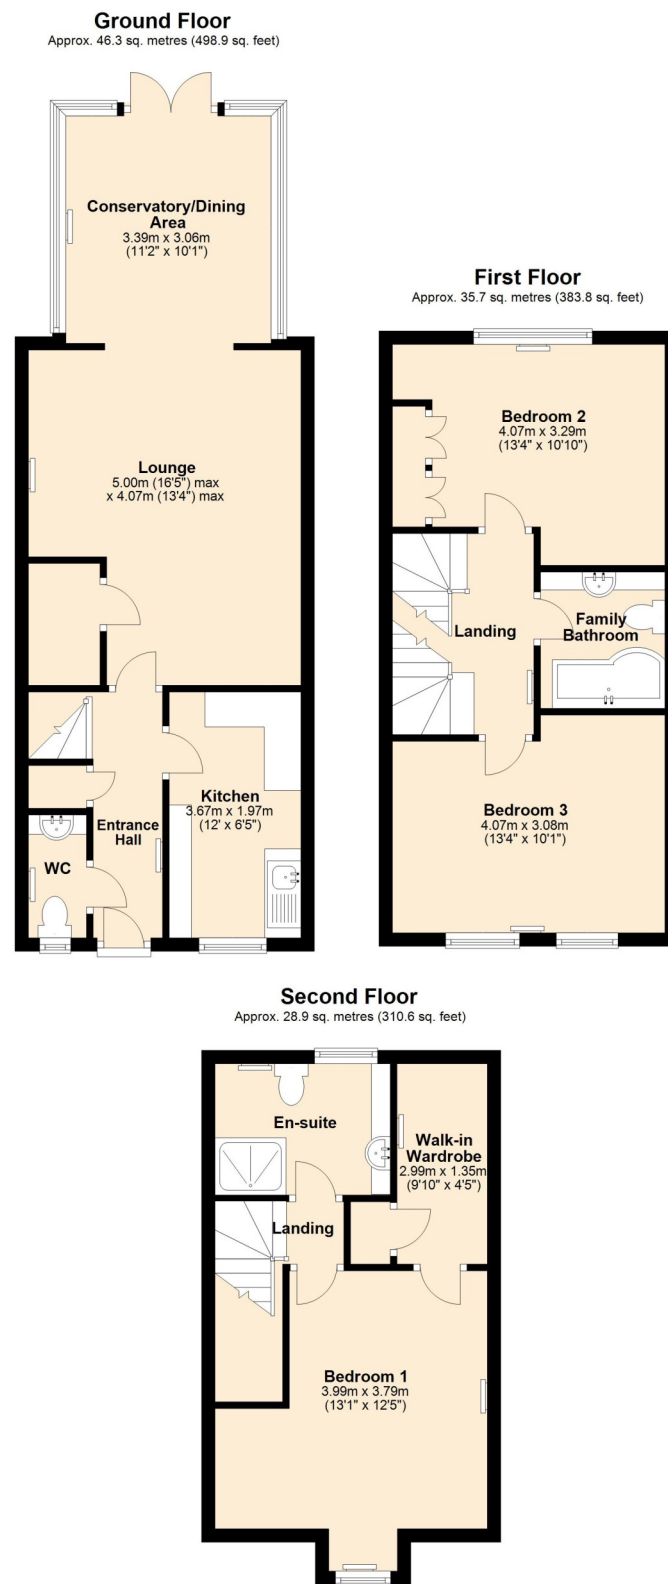 Ground Floor
Approx. 46.3 sq. metres (498.9 sq. feet)
Conservatory/Dining
Area
3.39m x 3.06m
(11'2" x 10'1")
Lounge
5.00m (16'5") max
x 4.07m (13'4") max
Kitchen
3.67m x 1.97m
(12' x 6'5")
Entrance
Hall
WC
First Floor
Approx. 35.7 sq. metres (383.8 sq. feet)
Bedroom 2
4.07m x 3.29m
(13'4" x 10'10")
Landing
Family
Bathroom
Bedroom 3
4.07m x 3.08m
(13'4" x 10'1")
Second Floor
Approx. 28.9 sq. metres (310.6 sq. feet)
En-suite
Walk-in
Wardrobe
2.99m x 1.35m
(9'10" x 4'5")
Landing
Bedroom 1
3.99m x 3.79m
(13'1" x 12'5")